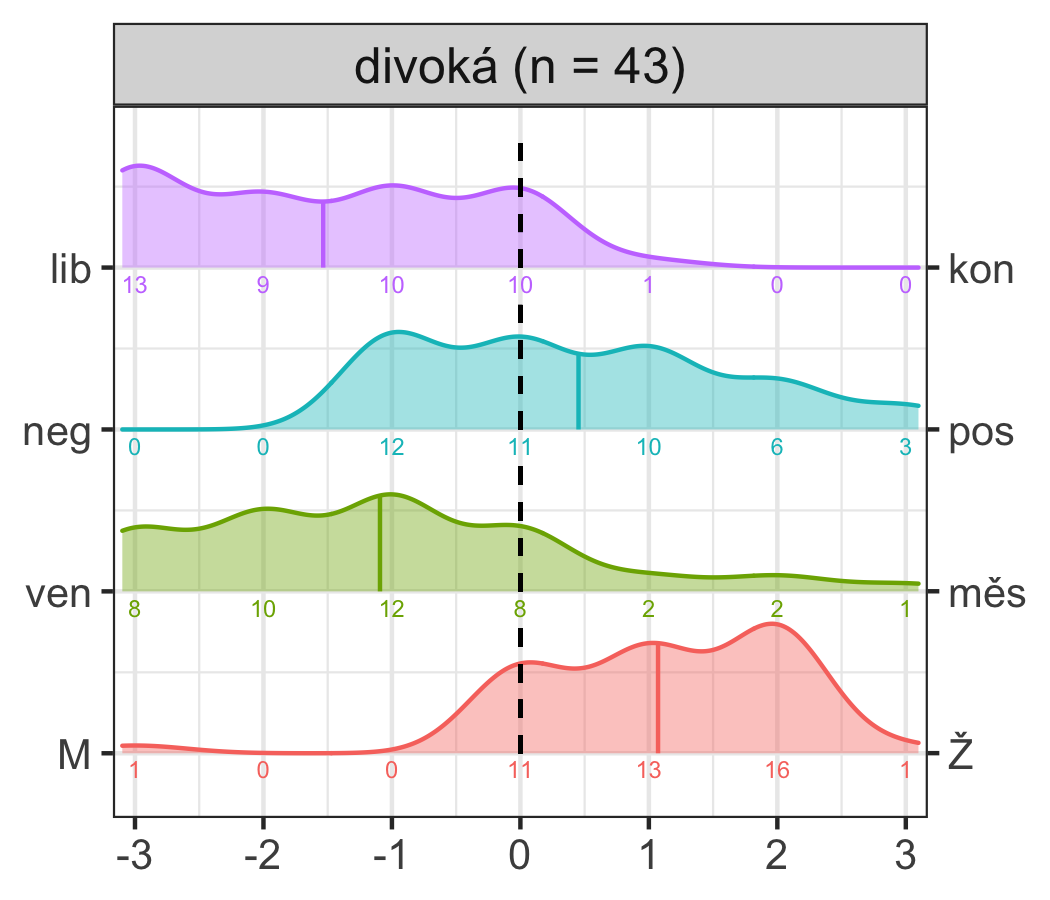 divoká (n = 43)
lib kon
13 9 10 10 1 0 0
neg pos
0 0 12 11 10 6 3
ven měs
8 10 12 8 2 2 1
M Ž
1 0 0 11 13 16 1
-3 -2 -1 0 1 2 3